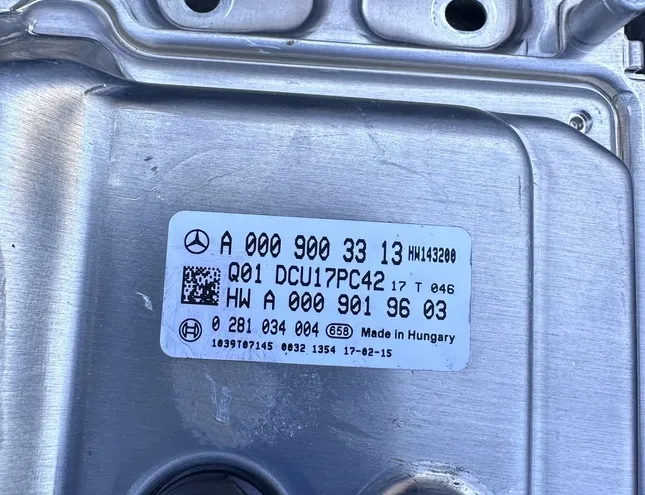 A 000 900 33 13 HW143200
Q01 DCU17PC42 17 T 046
HW A 000 901 96 03
0 281 034 004 658 Made in Hungary
1039T07145 0032 1354 17-02-15